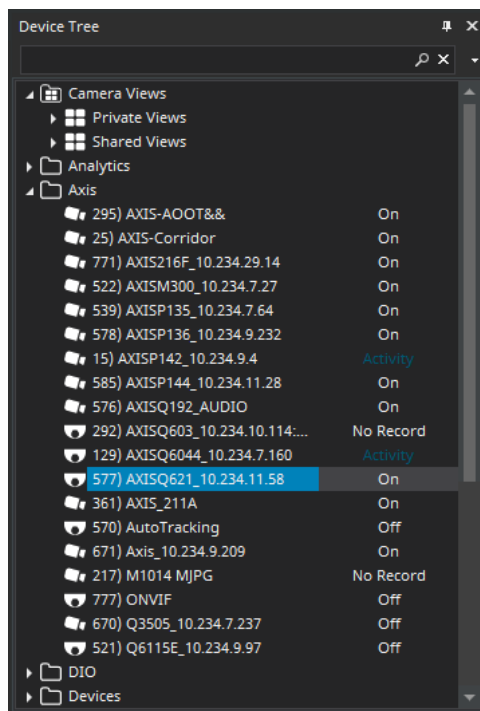 Device Tree
Camera Views
Private Views
Shared Views
Analytics
Axis
295) AXIS-AOOT&& On
25) AXIS-Corridor On
771) AXIS216F_10.234.29.14 On
522) AXISM300_10.234.7.27 On
539) AXISP135_10.234.7.64 On
578) AXISP136_10.234.9.232 On
15) AXISP142_10.234.9.4 Activity
585) AXISP144_10.234.11.28 On
576) AXISQ192_AUDIO On
292) AXISQ603_10.234.10.114:... No Record
129) AXISQ6044_10.234.7.160 Activity
577) AXISQ621_10.234.11.58 On
361) AXIS_211A On
570) AutoTracking Off
671) Axis_10.234.9.209 On
217) M1014 MJPG No Record
777) ONVIF Off
670) Q3505_10.234.7.237 Off
521) Q6115E_10.234.9.97 Off
DIO
Devices